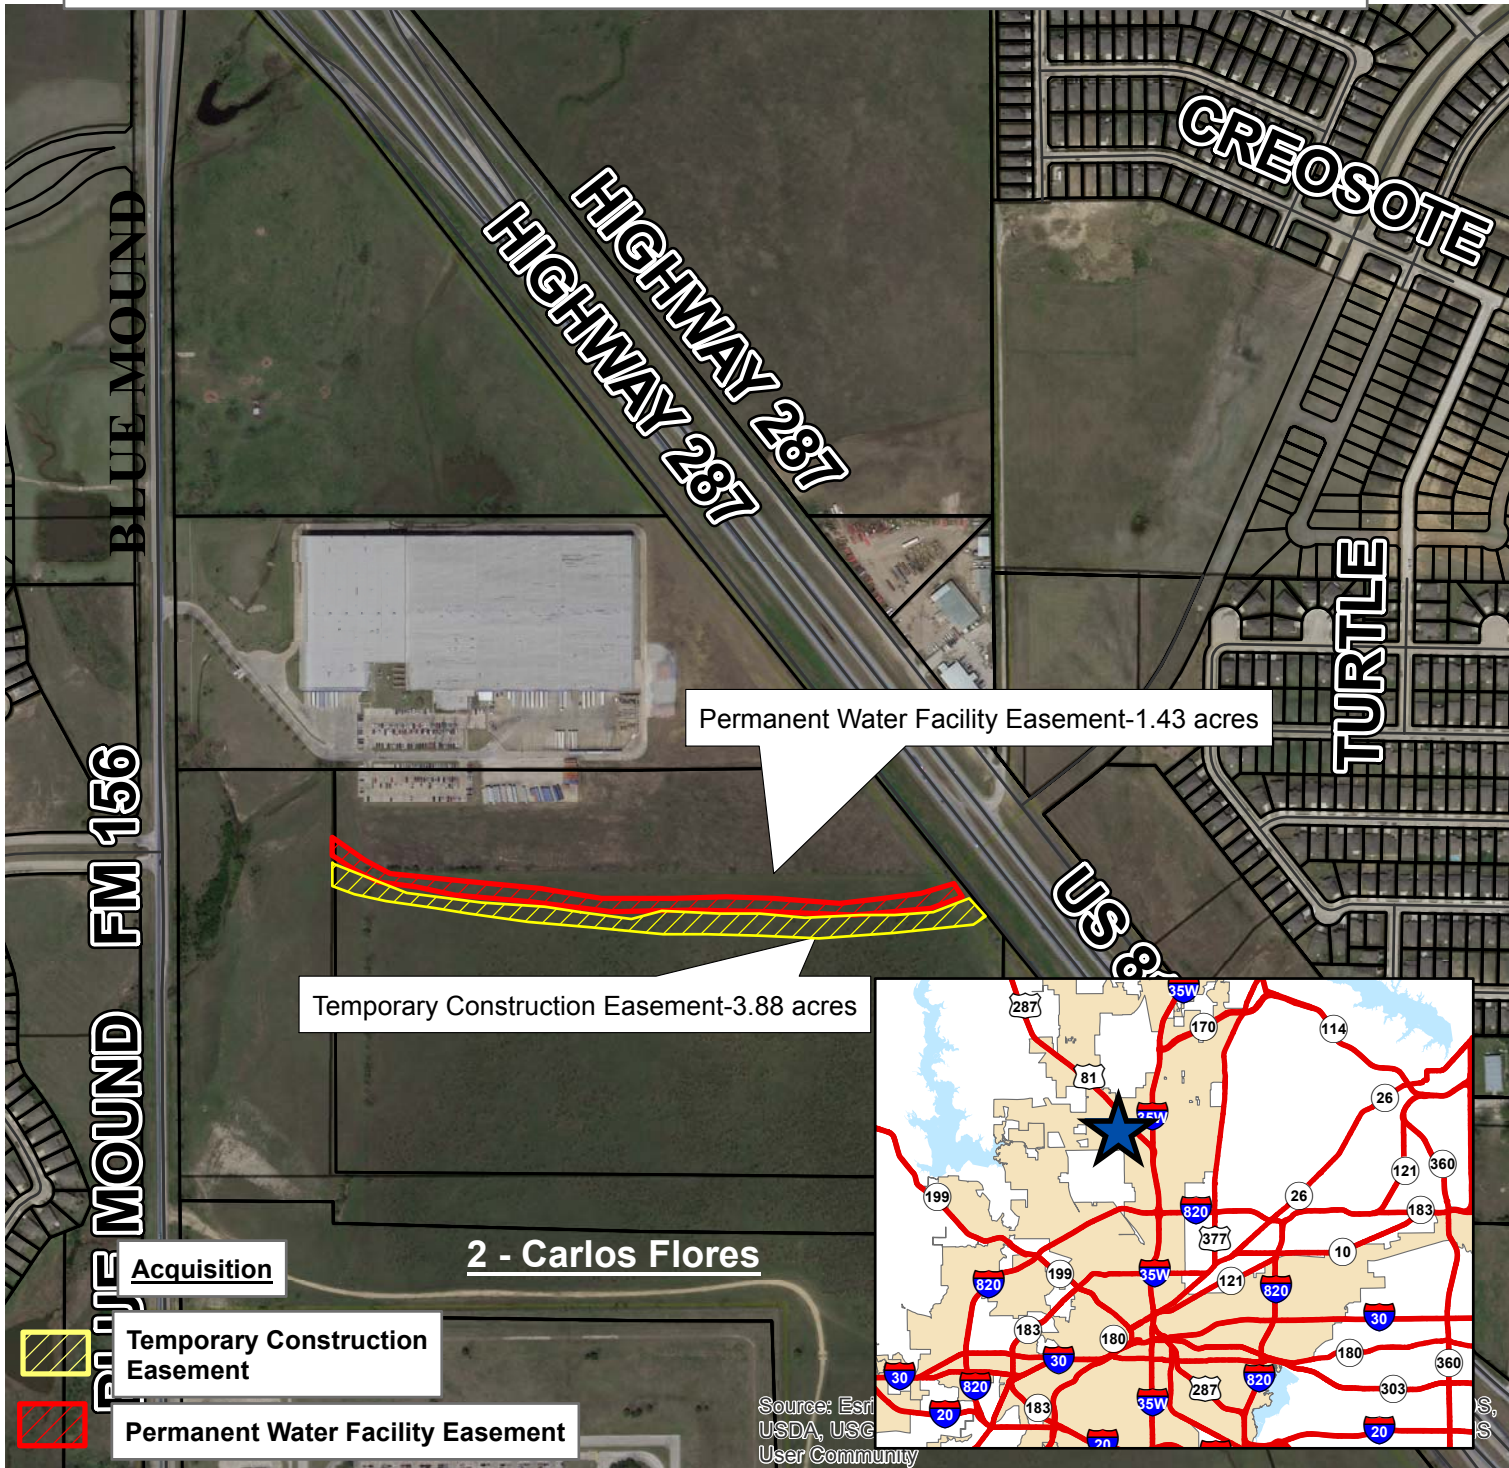 CREOSOTE
HIGHWAY 287
HIGHWAY 287
BLUE MOUND
TURTLE
Permanent Water Facility Easement-1.43 acres
FM 156
US 8
Temporary Construction Easement-3.88 acres
BLUE MOUND
2 - Carlos Flores
Acquisition
Temporary Construction
Easement
Permanent Water Facility Easement
BLUE MOUND
Source: Esri
USDA, USG
User Community
S,
S
35W
287
170
114
81
26
35W
121
360
199
26
183
820
377
10
199
35W
121
820
820
183
180
30
30
180
360
30
820
287
820
303
183
35W
20
20
20